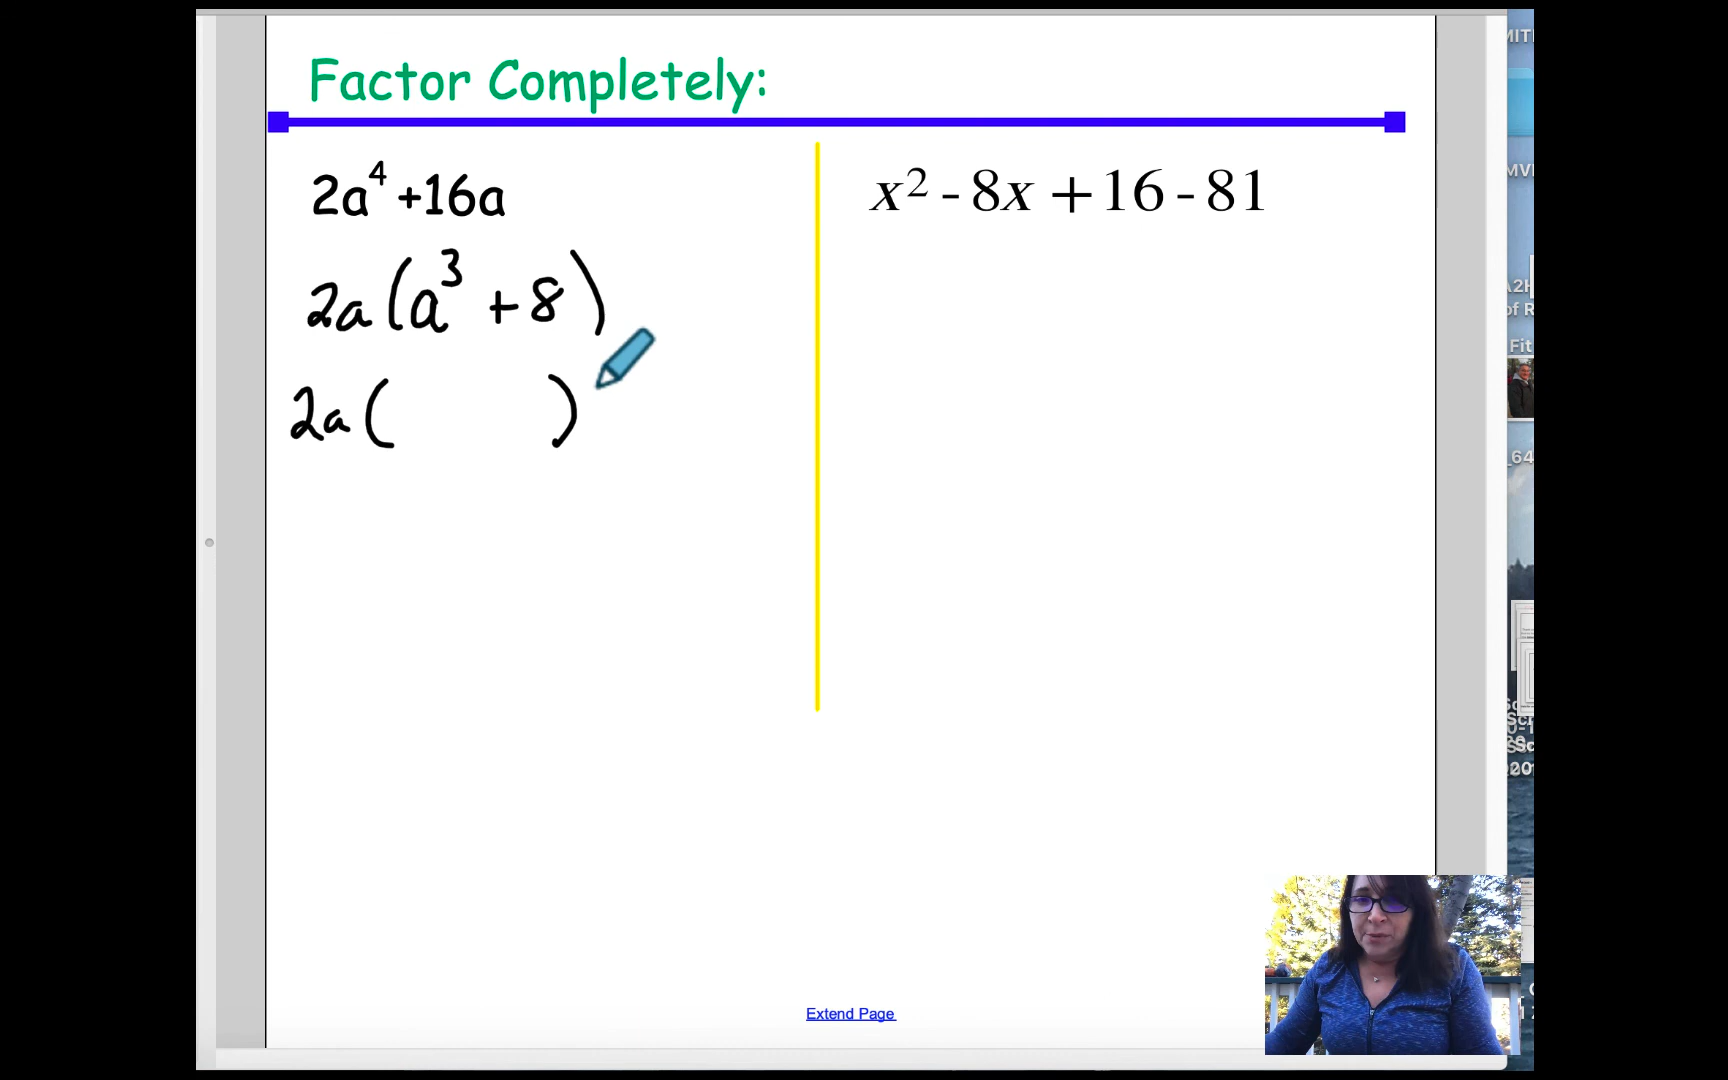 Factor Completely:
2a⁴ +16a
2a(a³ +8)
2a( )
x² - 8x + 16 - 81
Extend Page